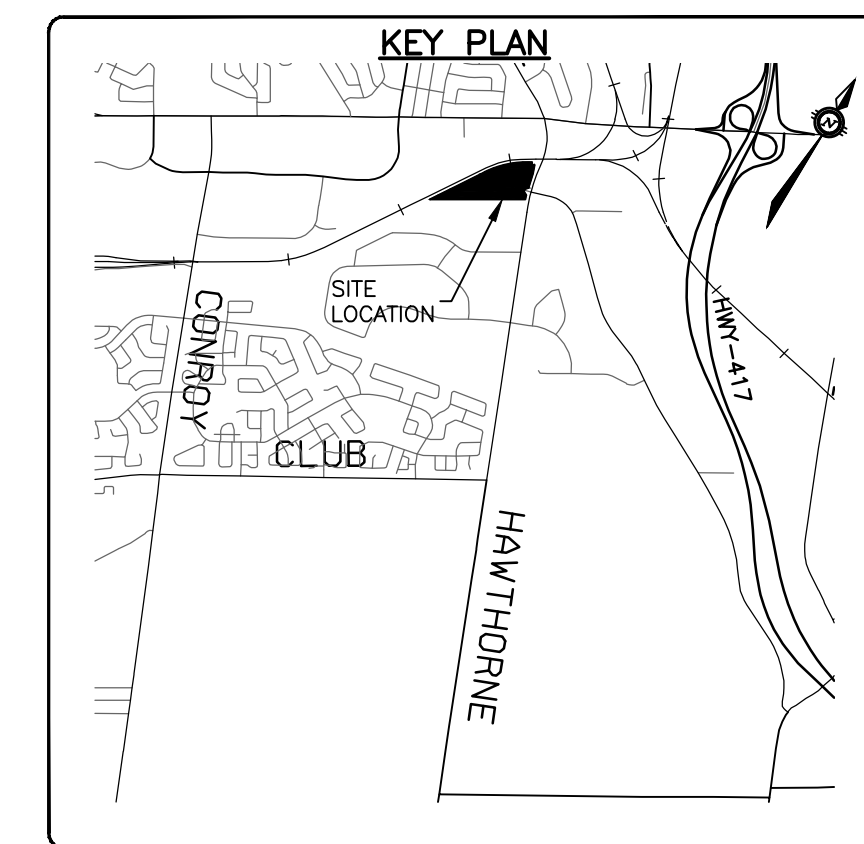 KEY PLAN
N
SITE
LOCATION
CONROY
HWY-417
CLUB
HAWTHORNE